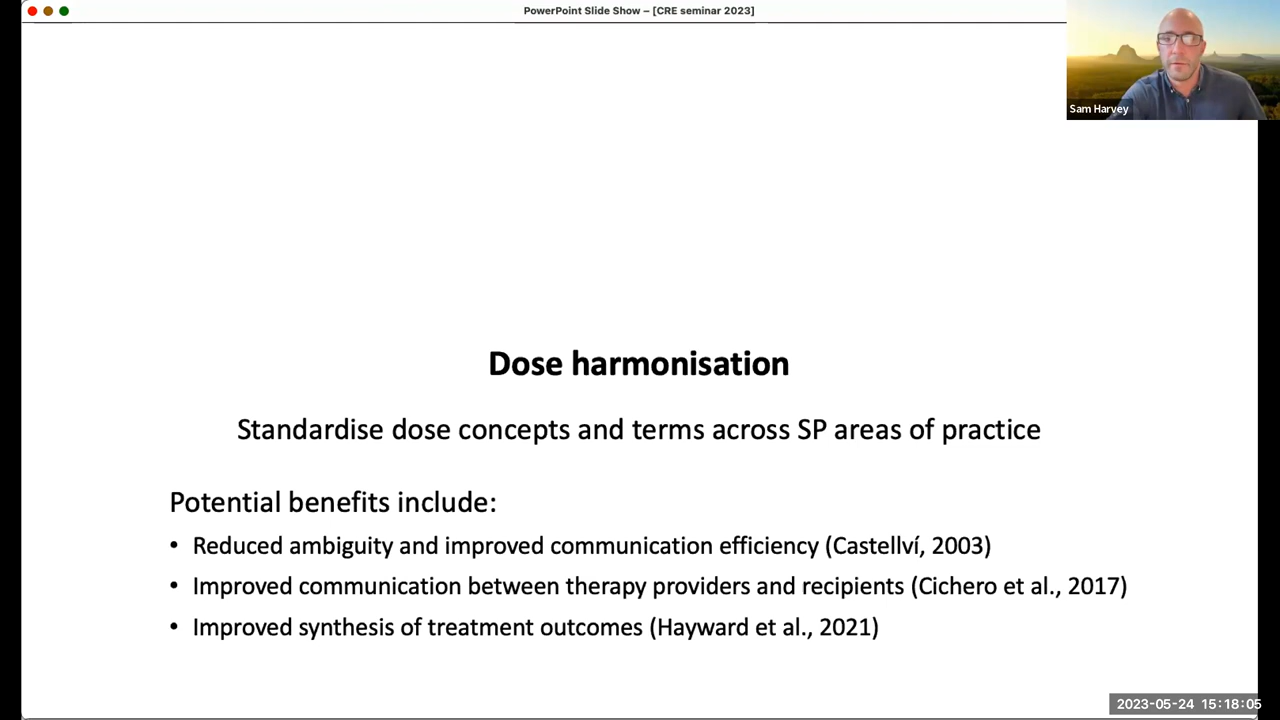 PowerPoint Slide Show – [CRE seminar 2023]
Sam Harvey
Dose harmonisation
Standardise dose concepts and terms across SP areas of practice
Potential benefits include:
• Reduced ambiguity and improved communication efficiency (Castellví, 2003)
• Improved communication between therapy providers and recipients (Cichero et al., 2017)
• Improved synthesis of treatment outcomes (Hayward et al., 2021)
2023-05-24 15:18:05